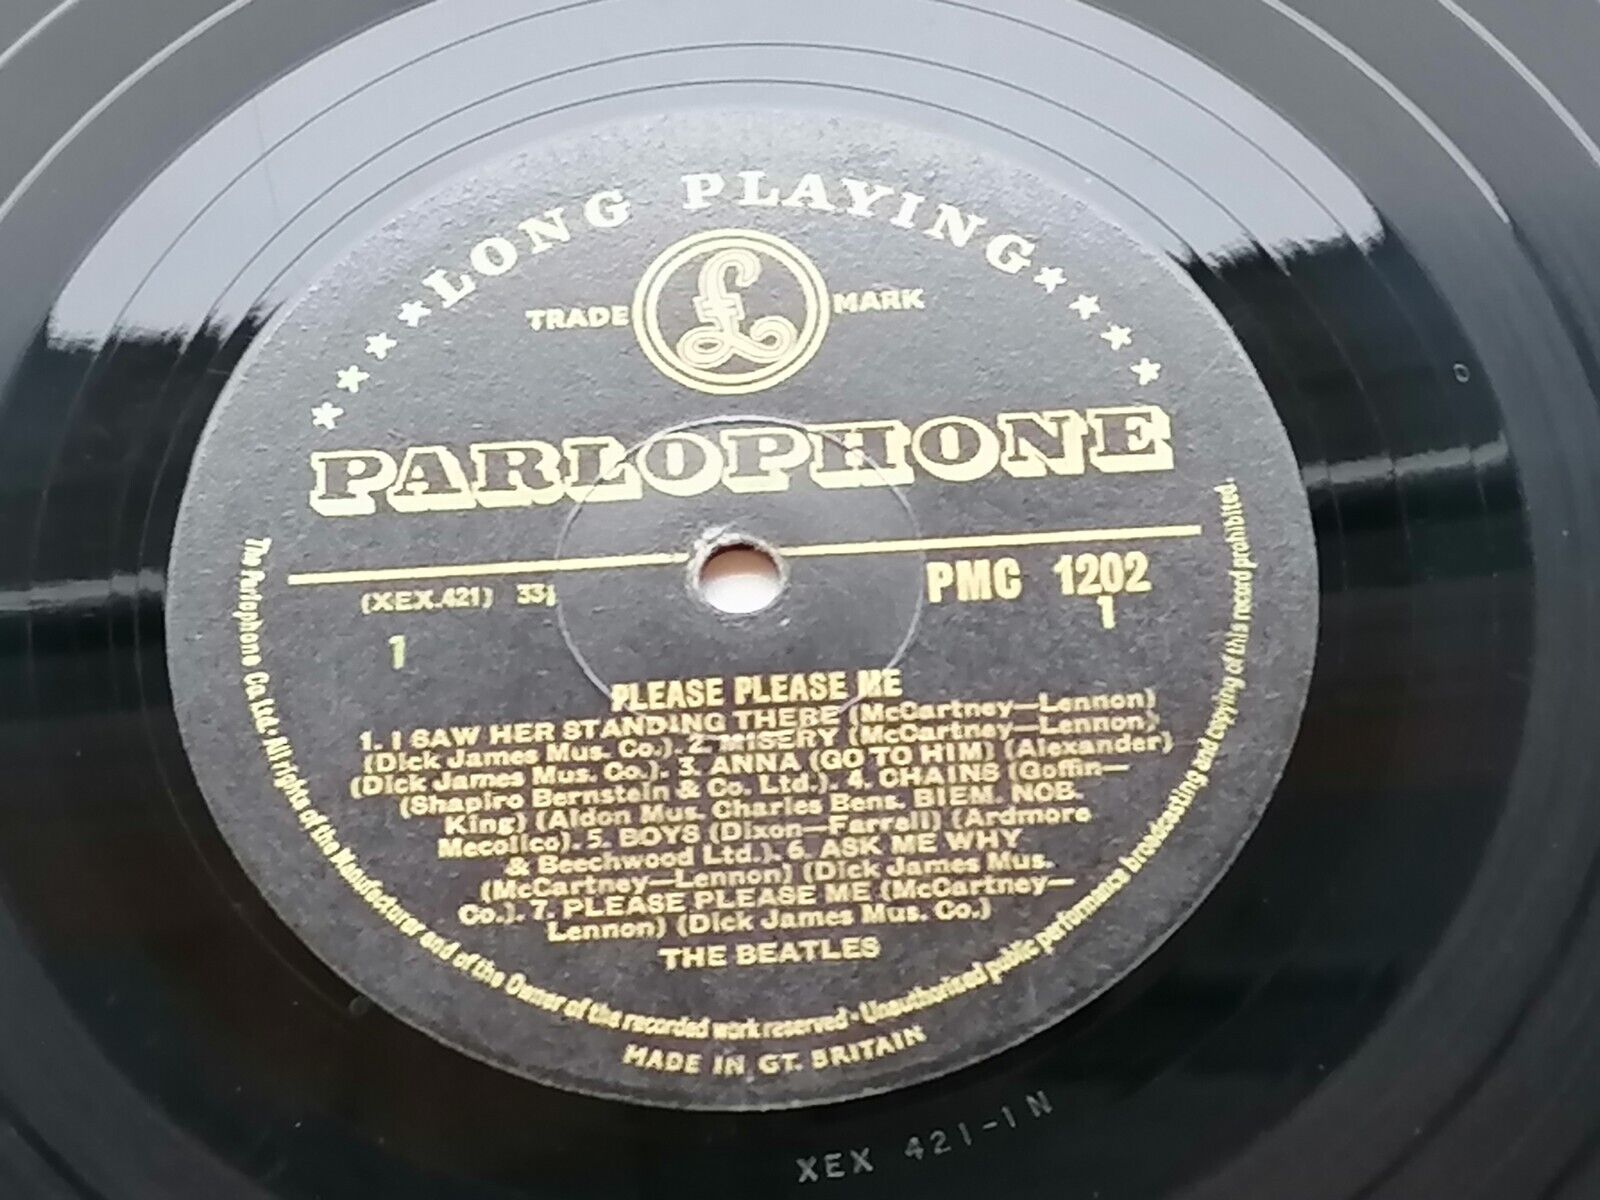 LONG PLAYING
TRADE £ MARK
PARLOPHONE
(XEX.421) 33⅓
PMC 1202
1
1
PLEASE PLEASE ME
1. I SAW HER STANDING THERE (McCartney—Lennon)
(Dick James Mus. Co.). 2. MISERY (McCartney—Lennon)
(Dick James Mus. Co.). 3. ANNA (GO TO HIM) (Alexander)
(Shapiro Bernstein & Co. Ltd.). 4. CHAINS (Goffin—
King) (Aldon Mus. Charles Bens. BIEM. NOB.
Mecolico). 5. BOYS (Dixon—Farrell) (Ardmore
& Beechwood Ltd.). 6. ASK ME WHY
(McCartney—Lennon) (Dick James Mus.
Co.). 7. PLEASE PLEASE ME (McCartney—
Lennon) (Dick James Mus. Co.)
THE BEATLES
The Parlophone Co. Ltd. · All rights of the Manufacturer and of the Owner of the recorded work reserved · Unauthorised public performance broadcasting and copying of this record prohibited.
MADE IN GT. BRITAIN
XEX 421-1N
O